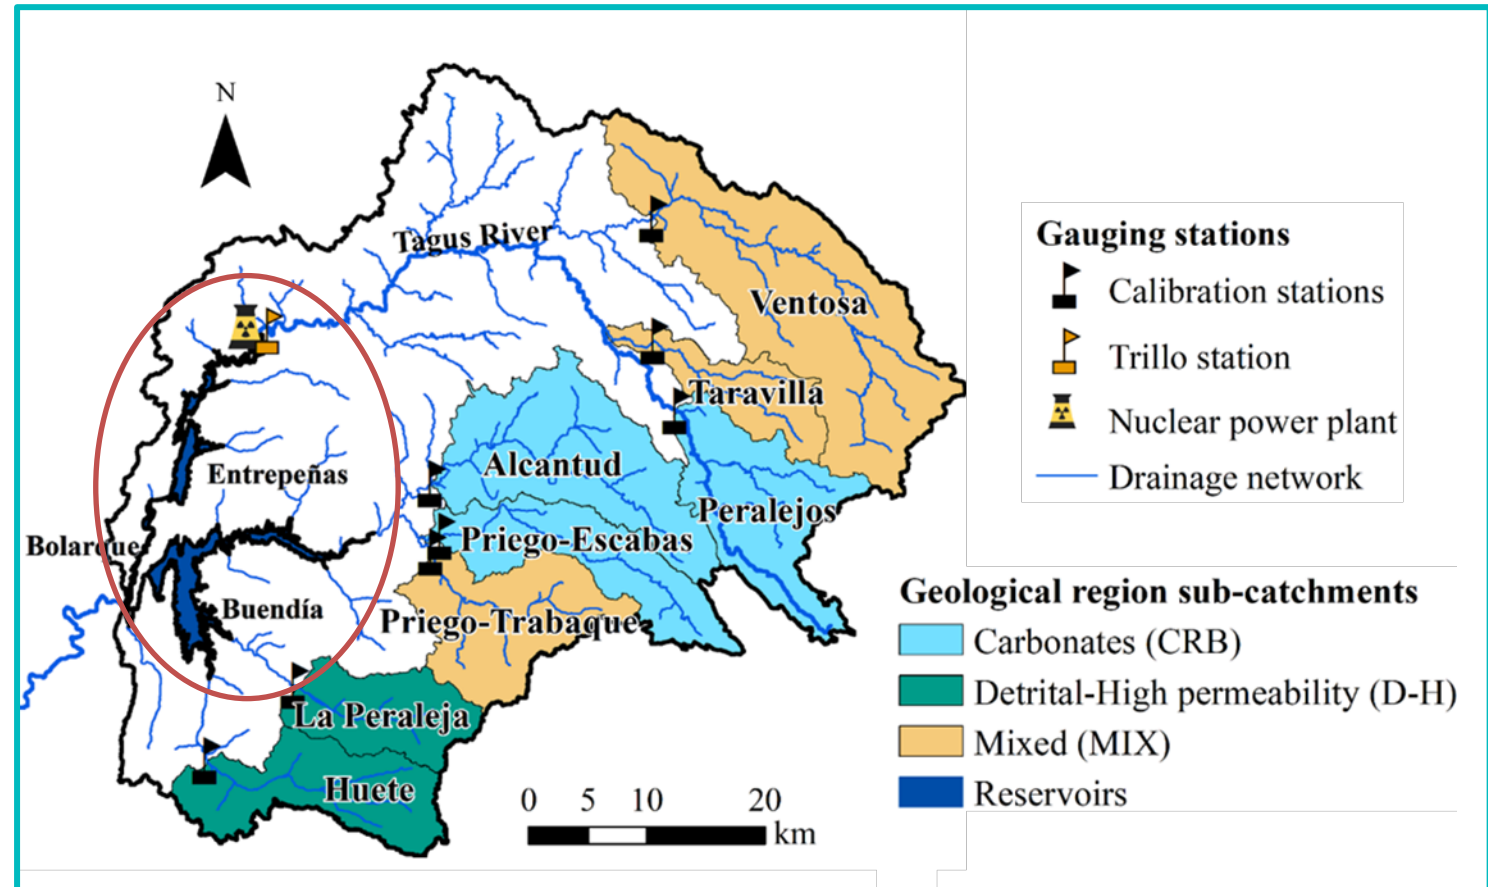 N
Tagus River
Ventosa
Taravilla
Alcantud
Peralejos
Entrepeñas
Priego-Escabas
Bolarque
Buendía
Priego-Trabaque
La Peraleja
Huete
0 5 10 20
km
Gauging stations
Calibration stations
Trillo station
Nuclear power plant
Drainage network
Geological region sub-catchments
Carbonates (CRB)
Detrital-High permeability (D-H)
Mixed (MIX)
Reservoirs